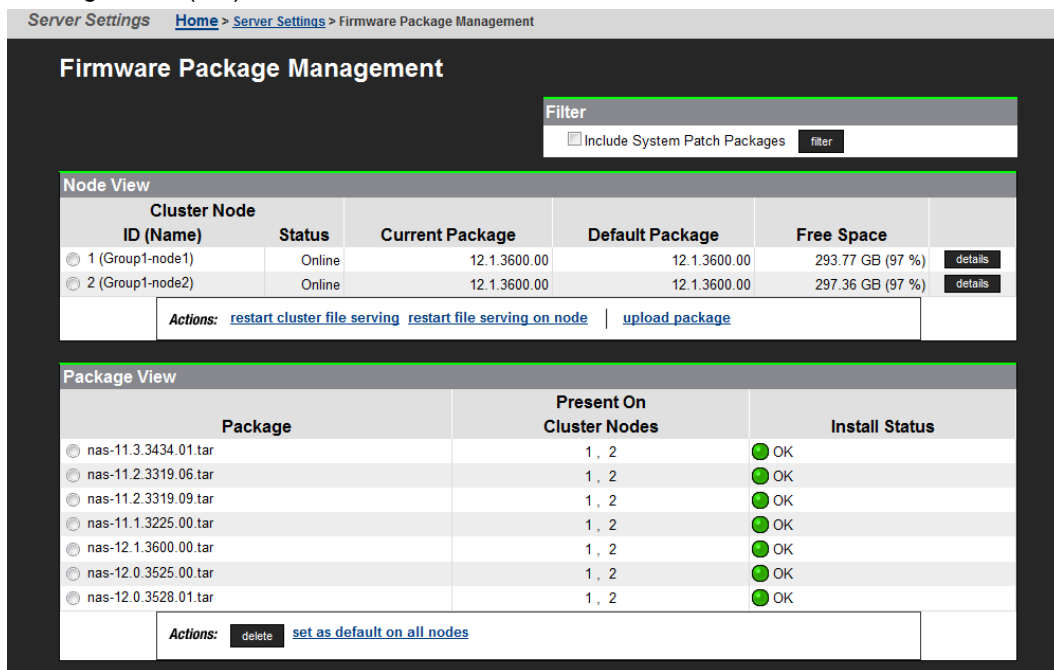 Server Settings Home > Server Settings > Firmware Package Management
Firmware Package Management
Filter
Include System Patch Packages filter
Node View
Cluster Node
ID (Name) Status Current Package Default Package Free Space
1 (Group1-node1) Online 12.1.3600.00 12.1.3600.00 293.77 GB (97 %) details
2 (Group1-node2) Online 12.1.3600.00 12.1.3600.00 297.36 GB (97 %) details
Actions: restart cluster file serving restart file serving on node | upload package
Package View
Present On
Package Cluster Nodes Install Status
nas-11.3.3434.01.tar 1 , 2 OK
nas-11.2.3319.06.tar 1 , 2 OK
nas-11.2.3319.09.tar 1 , 2 OK
nas-11.1.3225.00.tar 1 , 2 OK
nas-12.1.3600.00.tar 1 , 2 OK
nas-12.0.3525.00.tar 1 , 2 OK
nas-12.0.3528.01.tar 1 , 2 OK
Actions: delete set as default on all nodes